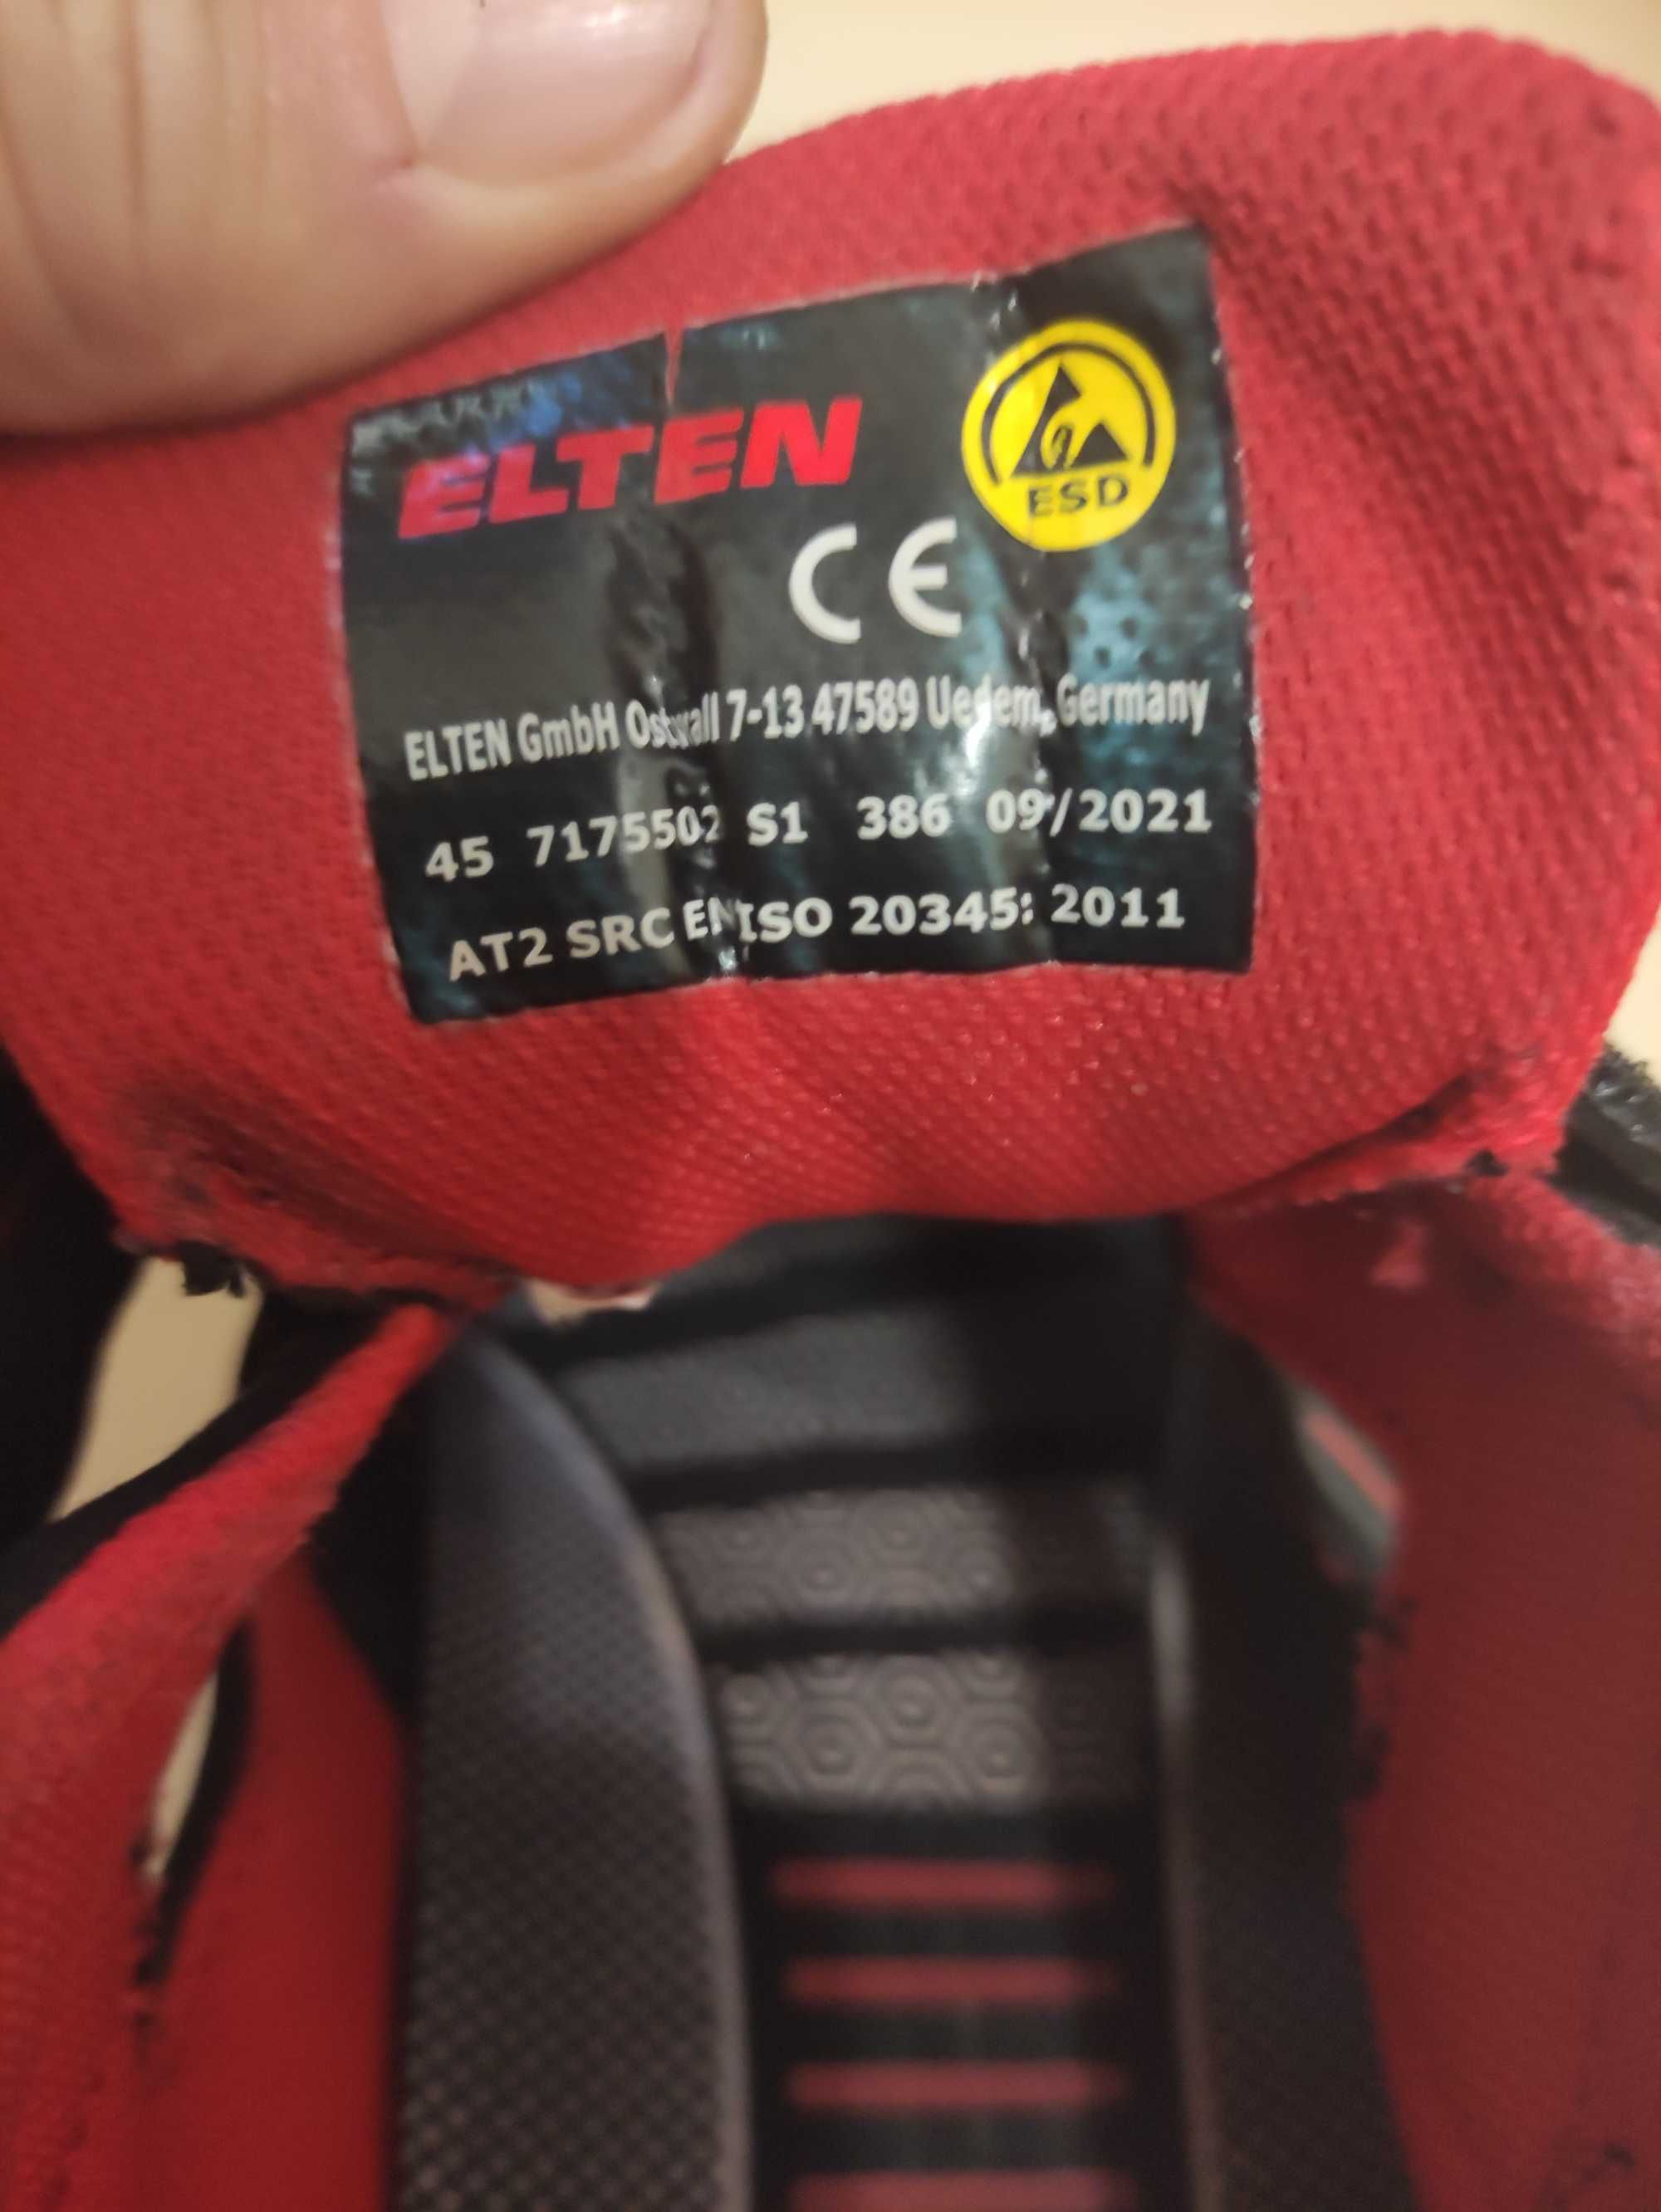 ELTEN
ESD
CE
ELTEN GmbH Ostwall 7-13 47589 Uedem, Germany
45 7175502 S1 386 09/2021
AT2 SRC EN ISO 20345: 2011